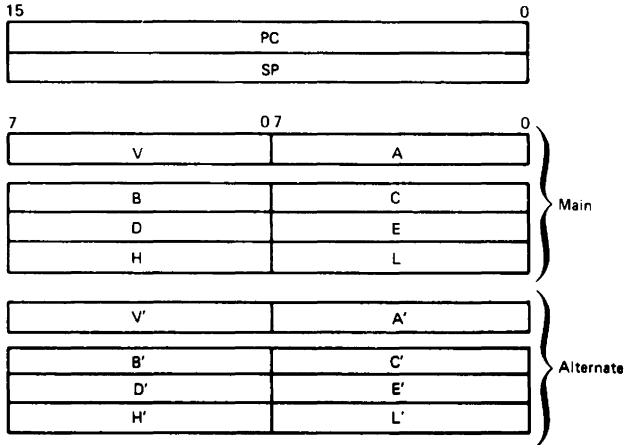 15 0
PC
SP
7 0 7 0
V A
B C
D E
H L
Main
V' A'
B' C'
D' E'
H' L'
Alternate